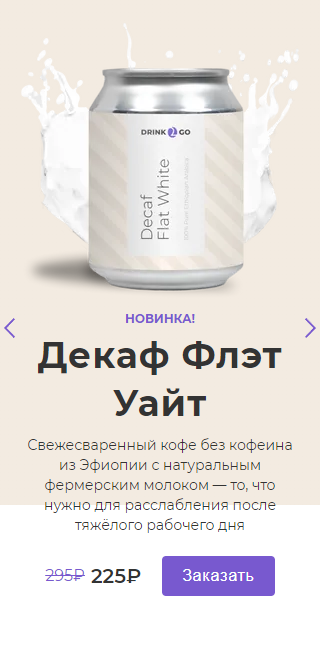 DRINK 2 GO
Decaf
Flat White
НОВИНКА!
Декаф Флэт
Уайт
Свежесваренный кофе без кофеина
из Эфиопии с натуральным
фермерским молоком — то, что
нужно для расслабления после
тяжёлого рабочего дня
295₽ 225₽ Заказать